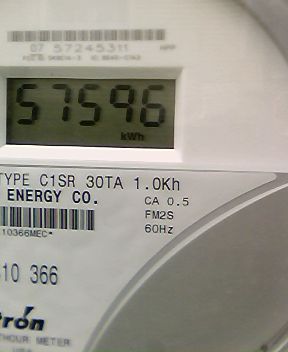 07 57245311
57596
kWh
TYPE C1SR 30TA 1.0Kh
ENERGY CO.
CA 0.5
FM2S
60Hz
10366MEC*
10 366
tron
HOUR METER